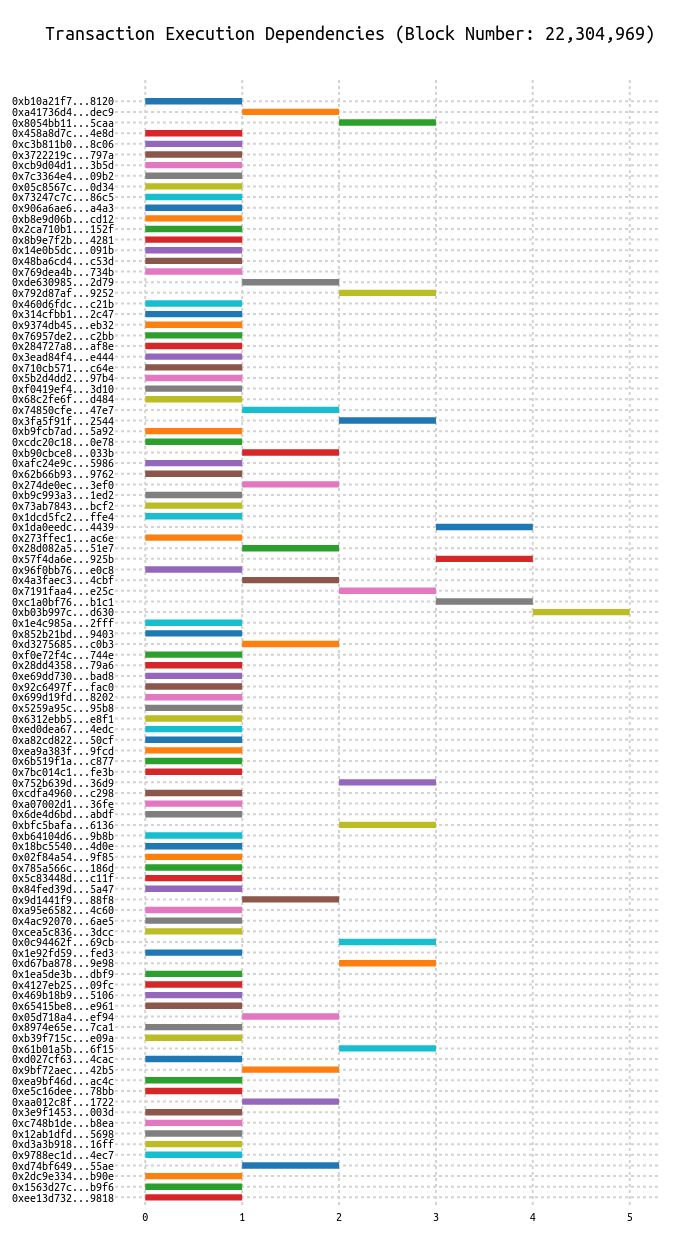 Transaction Execution Dependencies (Block Number: 22,304,969)
0xb10a21f7...8120
0xa41736d4...dec9
0x8054bb11...5caa
0x458a8d7c...4e8d
0xc3b811b0...8c06
0x3722219c...797a
0xcb9d04d1...3b5d
0x7c3364e4...09b2
0x05c8567c...0d34
0x73247c7c...86c5
0x906a6ae6...a4a3
0xb8e9d06b...cd12
0x2ca710b1...152f
0x8b9e7f2b...4281
0x14e0b5dc...091b
0x48ba6cd4...c53d
0x769dea4b...734b
0xde630985...2d79
0x792d87af...9252
0x460d6fdc...c21b
0x314cfbb1...2c47
0x9374db45...eb32
0x76957de2...c2bb
0x284727a8...af8e
0x3ead84f4...e444
0x710cb571...c64e
0x5b2d4dd2...97b4
0xf0419ef4...3d10
0x68c2fe6f...d484
0x74850cfe...47e7
0x3fa5f91f...2544
0xb9fcb7ad...5a92
0xcdc20c18...0e78
0xb90cbce8...033b
0xafc24e9c...5986
0x62b66b93...9762
0x274de0ec...3ef0
0xb9c993a3...1ed2
0x73ab7843...bcf2
0x1dcd5fc2...ffe4
0x1da0eedc...4439
0x273ffec1...ac6e
0x28d082a5...51e7
0x57f4da6e...925b
0x96f0bb76...e0c8
0x4a3faec3...4cbf
0x7191faa4...e25c
0xc1a0bf76...b1c1
0xb03b997c...d630
0x1e4c985a...2fff
0x852b21bd...9403
0xd3275685...c0b3
0xf0e72f4c...744e
0x28dd4358...79a6
0xe69dd730...bad8
0x92c6497f...fac0
0x699d19fd...8202
0x5259a95c...95b8
0x6312ebb5...e8f1
0xed0dea67...4edc
0xa82cd822...50cf
0xea9a383f...9fcd
0x6b519f1a...c877
0x7bc014c1...fe3b
0x752b639d...36d9
0xcdfa4960...c298
0xa07002d1...36fe
0x6de4d6bd...abdf
0xbfc5bafa...6136
0xb64104d6...9b8b
0x18bc5540...4d0e
0x02f84a54...9f85
0x785a566c...186d
0x5c83448d...c11f
0x84fed39d...5a47
0x9d1441f9...88f8
0xa95e6582...4c60
0x4ac92070...6ae5
0xcea5c836...3dcc
0x0c94462f...69cb
0x1e92fd59...fed3
0xd67ba878...9e98
0x1ea5de3b...dbf9
0x4127eb25...09fc
0x469b18b9...5106
0x65415be8...e961
0x05d718a4...ef94
0x8974e65e...7ca1
0xb39f715c...e09a
0x61b01a5b...6f15
0xd027cf63...4cac
0x9bf72aec...42b5
0xea9bf46d...ac4c
0xe5c16dee...78bb
0xaa012c8f...1722
0x3e9f1453...003d
0xc748b1de...b8ea
0x12ab1dfd...5698
0xd3a3b918...16ff
0x9788ec1d...4ec7
0xd74bf649...55ae
0x2dc9e334...b90e
0x1563d27c...b9f6
0xee13d732...9818
0 1 2 3 4 5